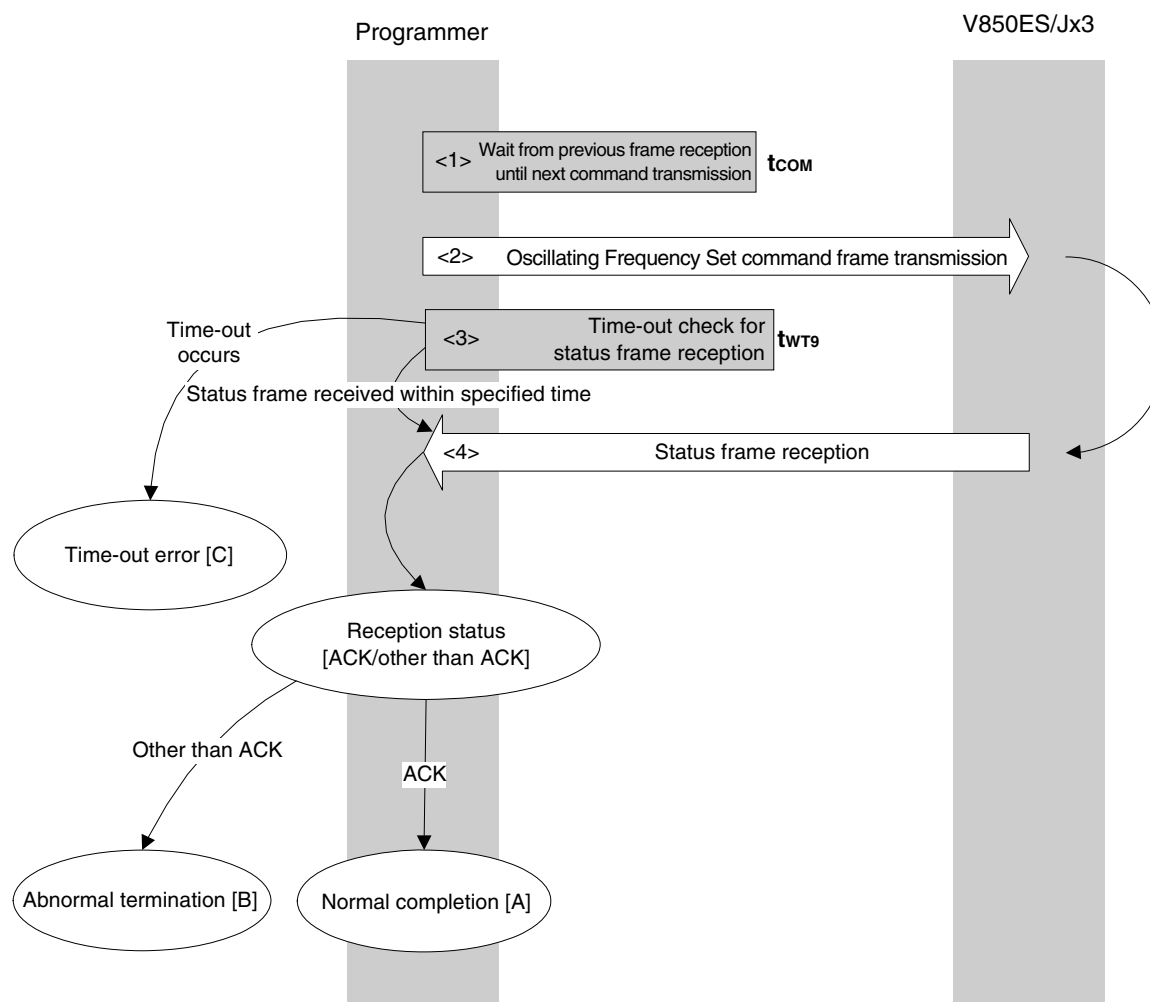 Programmer
V850ES/Jx3
<1> Wait from previous frame reception
until next command transmission
tCOM
<2> Oscillating Frequency Set command frame transmission
Time-out
occurs
<3> Time-out check for
status frame reception
tWT9
Status frame received within specified time
<4> Status frame reception
Time-out error [C]
Reception status
[ACK/other than ACK]
Other than ACK
ACK
Abnormal termination [B]
Normal completion [A]